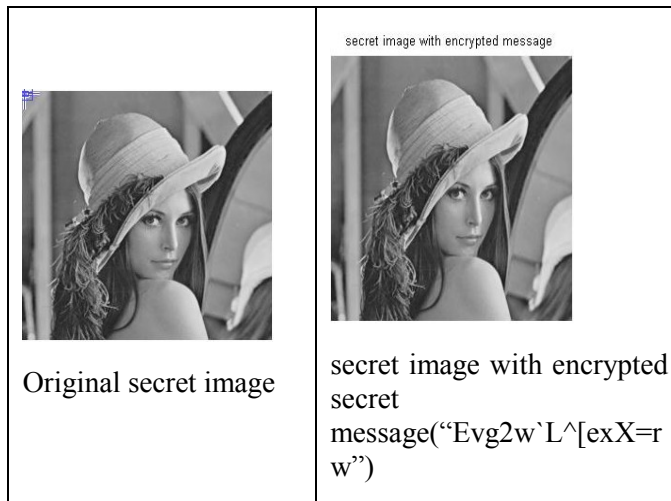 Original secret image
secret image with encrypted message
secret image with encrypted
secret
message(“Evg2w`L^[exX=r
w”)